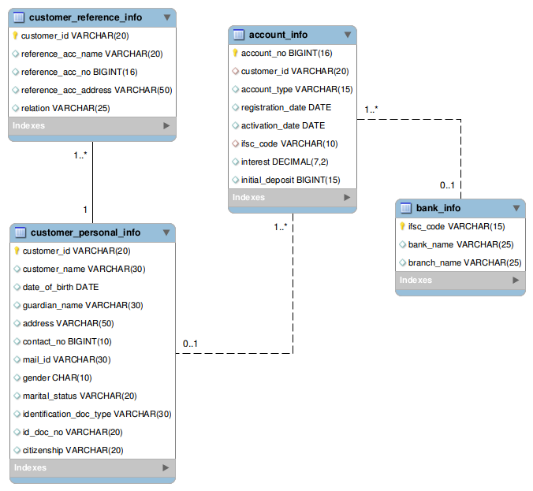 customer_reference_info
customer_id VARCHAR(20)
reference_acc_name VARCHAR(20)
reference_acc_no BIGINT(16)
reference_acc_address VARCHAR(50)
relation VARCHAR(25)
Indexes
1..*
1
customer_personal_info
customer_id VARCHAR(20)
customer_name VARCHAR(30)
date_of_birth DATE
guardian_name VARCHAR(30)
address VARCHAR(50)
contact_no BIGINT(10)
mail_id VARCHAR(30)
gender CHAR(10)
marital_status VARCHAR(20)
identification_doc_type VARCHAR(30)
id_doc_no VARCHAR(20)
citizenship VARCHAR(20)
Indexes
account_info
account_no BIGINT(16)
customer_id VARCHAR(20)
account_type VARCHAR(15)
registration_date DATE
activation_date DATE
ifsc_code VARCHAR(10)
interest DECIMAL(7,2)
initial_deposit BIGINT(15)
Indexes
1..*
0..1
1..*
0..1
bank_info
ifsc_code VARCHAR(15)
bank_name VARCHAR(25)
branch_name VARCHAR(25)
Indexes